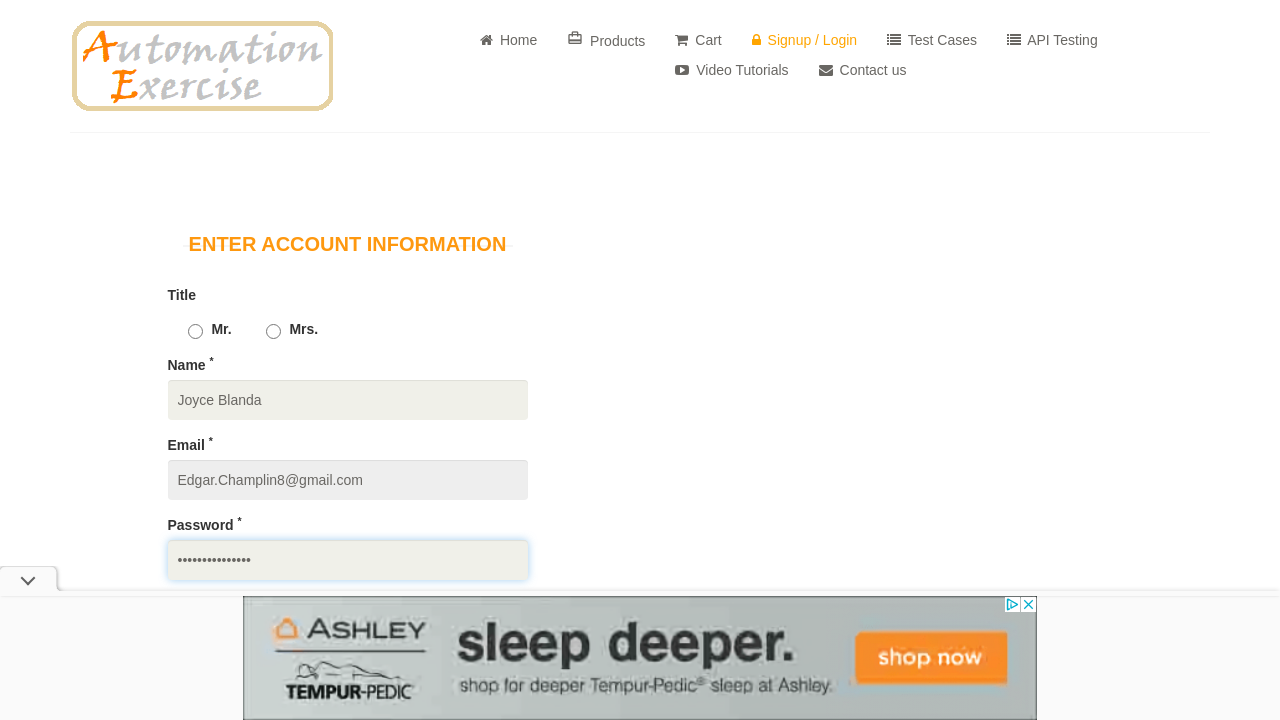 Automation
Exercise
Home
Products
Cart
Signup / Login
Test Cases
API Testing
Video Tutorials
Contact us
ENTER ACCOUNT INFORMATION
Title
Mr.
Mrs.
Name *
Joyce Blanda
Email *
Edgar.Champlin8@gmail.com
Password *
•••••••••••••••
ASHLEY
TEMPUR-PEDIC
sleep deeper.
shop for deeper Tempur-Pedic® sleep at Ashley.
shop now